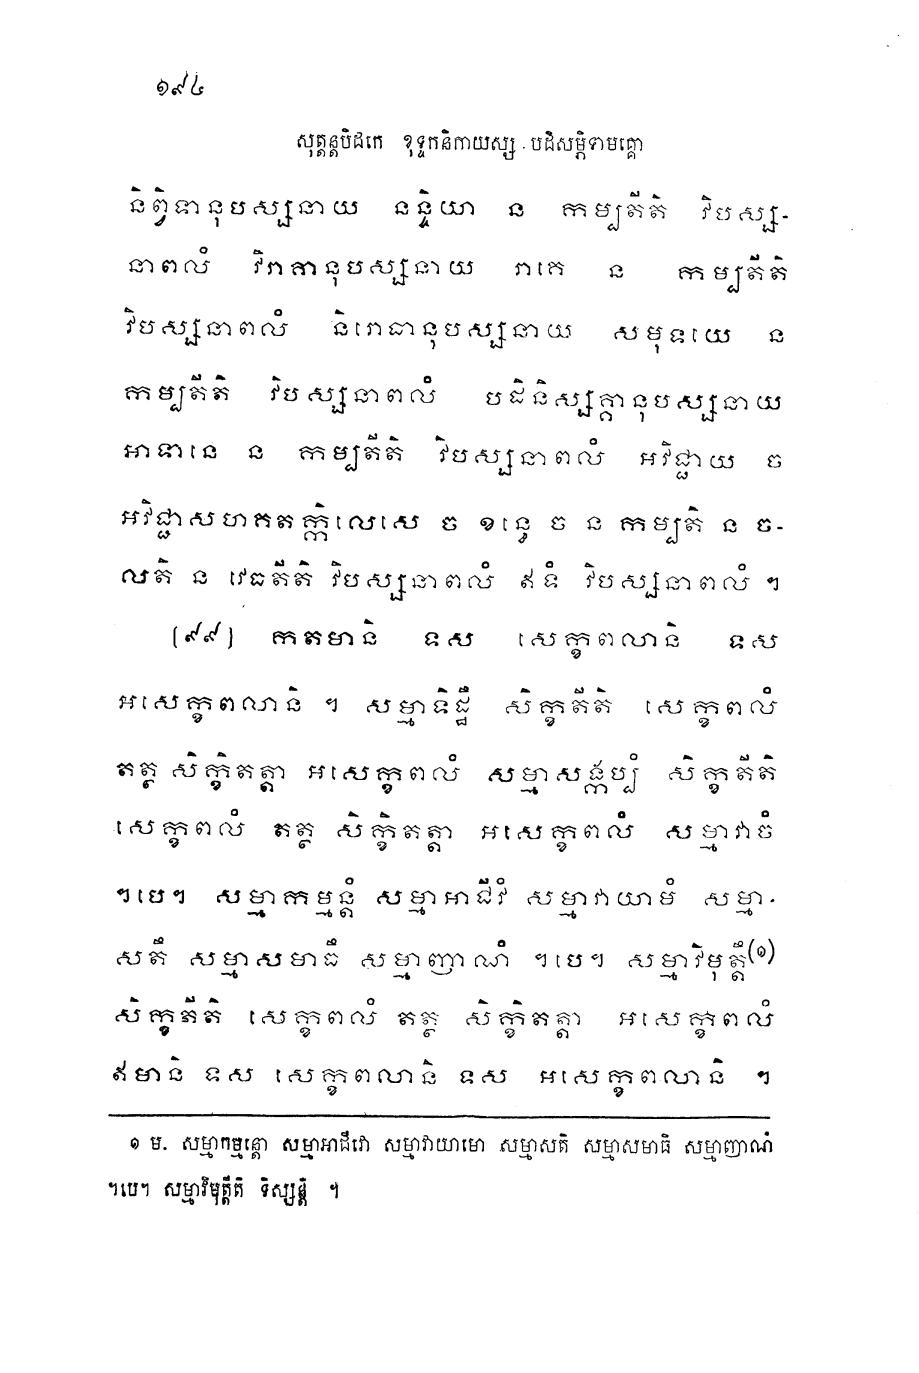 ១៩៤
សុត្តន្តបិដកេ ខុទ្ទកនិកាយស្ស បដិសម្ភិទាមគ្គោ
និព្វិទានុបស្សនាយ នន្ទិយា ន កម្បតីតិ វិបស្ស-
នាពលំ វិរាគានុបស្សនាយ រាគេ ន កម្បតីតិ
វិបស្សនាពលំ និរោធានុបស្សនាយ សមុទយេ ន
កម្បតីតិ វិបស្សនាពលំ បដិនិស្សគ្គានុបស្សនាយ
អាទានេ ន កម្បតីតិ វិបស្សនាពលំ អវិជ្ជាយ ច
អវិជ្ជាសហគតក្កិលេសេ ច ខន្ធេ ច ន កម្បតិ ន ច-
លតិ ន វេធតីតិ វិបស្សនាពលំ ឥទំ វិបស្សនាពលំ ។
(៩៩) កតមានិ ទស សេក្ខពលានិ ទស
អសេក្ខពលានិ ។ សម្មាទិដ្ឋឹ សិក្ខតីតិ សេក្ខពលំ
តត្ថ សិក្ខិតត្តា អសេក្ខពលំ សម្មាសង្កប្បំ សិក្ខតីតិ
សេក្ខពលំ តត្ថ សិក្ខិតត្តា អសេក្ខពលំ សម្មាវាចំ
។បេ។ សម្មាកម្មន្តំ សម្មាអាជីវំ សម្មាវាយាមំ សម្មា-
សតឹ សម្មាសមាធឹ សម្មាញាណំ ។បេ។ សម្មាវិមុត្តឹ(១)
សិក្ខតីតិ សេក្ខពលំ តត្ថ សិក្ខិតត្តា អសេក្ខពលំ
ឥមានិ ទស សេក្ខពលានិ ទស អសេក្ខពលានិ ។
១ ម. សម្មាកម្មន្តោ សម្មាអាជីវោ សម្មាវាយាមោ សម្មាសតិ សម្មាសមាធិ សម្មាញាណំ
។បេ។ សម្មាវិមុត្តីតិ ទិស្សន្តិ ។